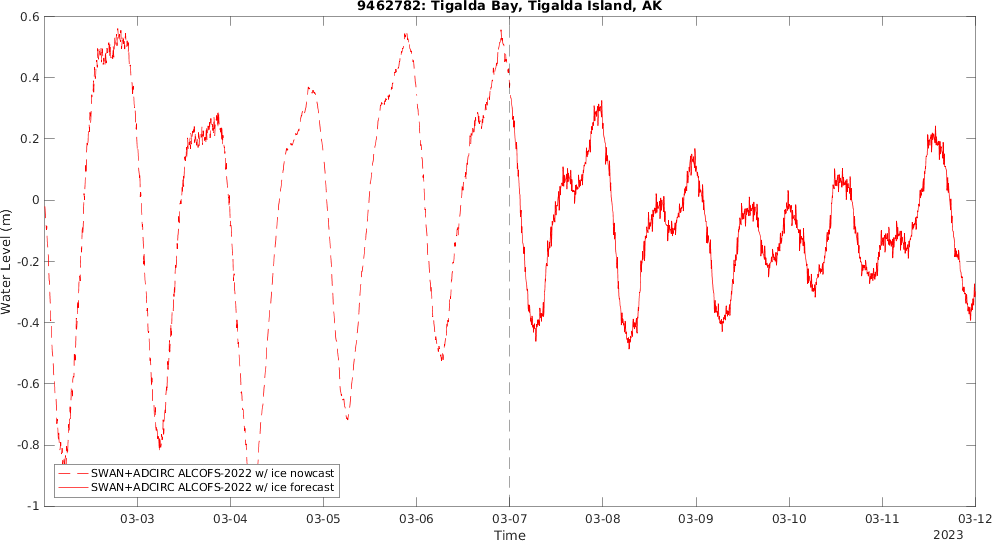 9462782: Tigalda Bay, Tigalda Island, AK
0.6
0.4
0.2
0
-0.2
-0.4
-0.6
-0.8
-1
Water Level (m)
SWAN+ADCIRC ALCOFS-2022 w/ ice nowcast
SWAN+ADCIRC ALCOFS-2022 w/ ice forecast
03-03 03-04 03-05 03-06 03-07 03-08 03-09 03-10 03-11 03-12
Time
2023